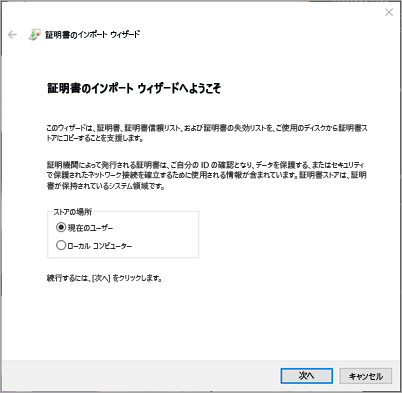 証明書のインポート ウィザード
証明書のインポート ウィザードへようこそ
このウィザードは、証明書、証明書信頼リスト、および証明書の失効リストを、ご使用のディスクから証明書ス
トアにコピーすることを支援します。
証明機関によって発行される証明書は、ご自分の ID の確認となり、データを保護する、またはセキュリティ
で保護されたネットワーク接続を確立するために使用される情報が含まれています。証明書ストアは、証明
書が保持されているシステム領域です。
ストアの場所
現在のユーザー
ローカル コンピューター
続行するには、[次へ] をクリックします。
次へ
キャンセル